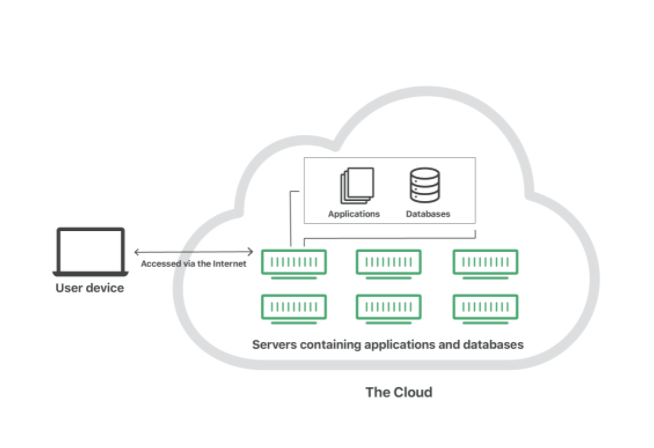 Applications
Databases
Accessed via the Internet
User device
Servers containing applications and databases
The Cloud